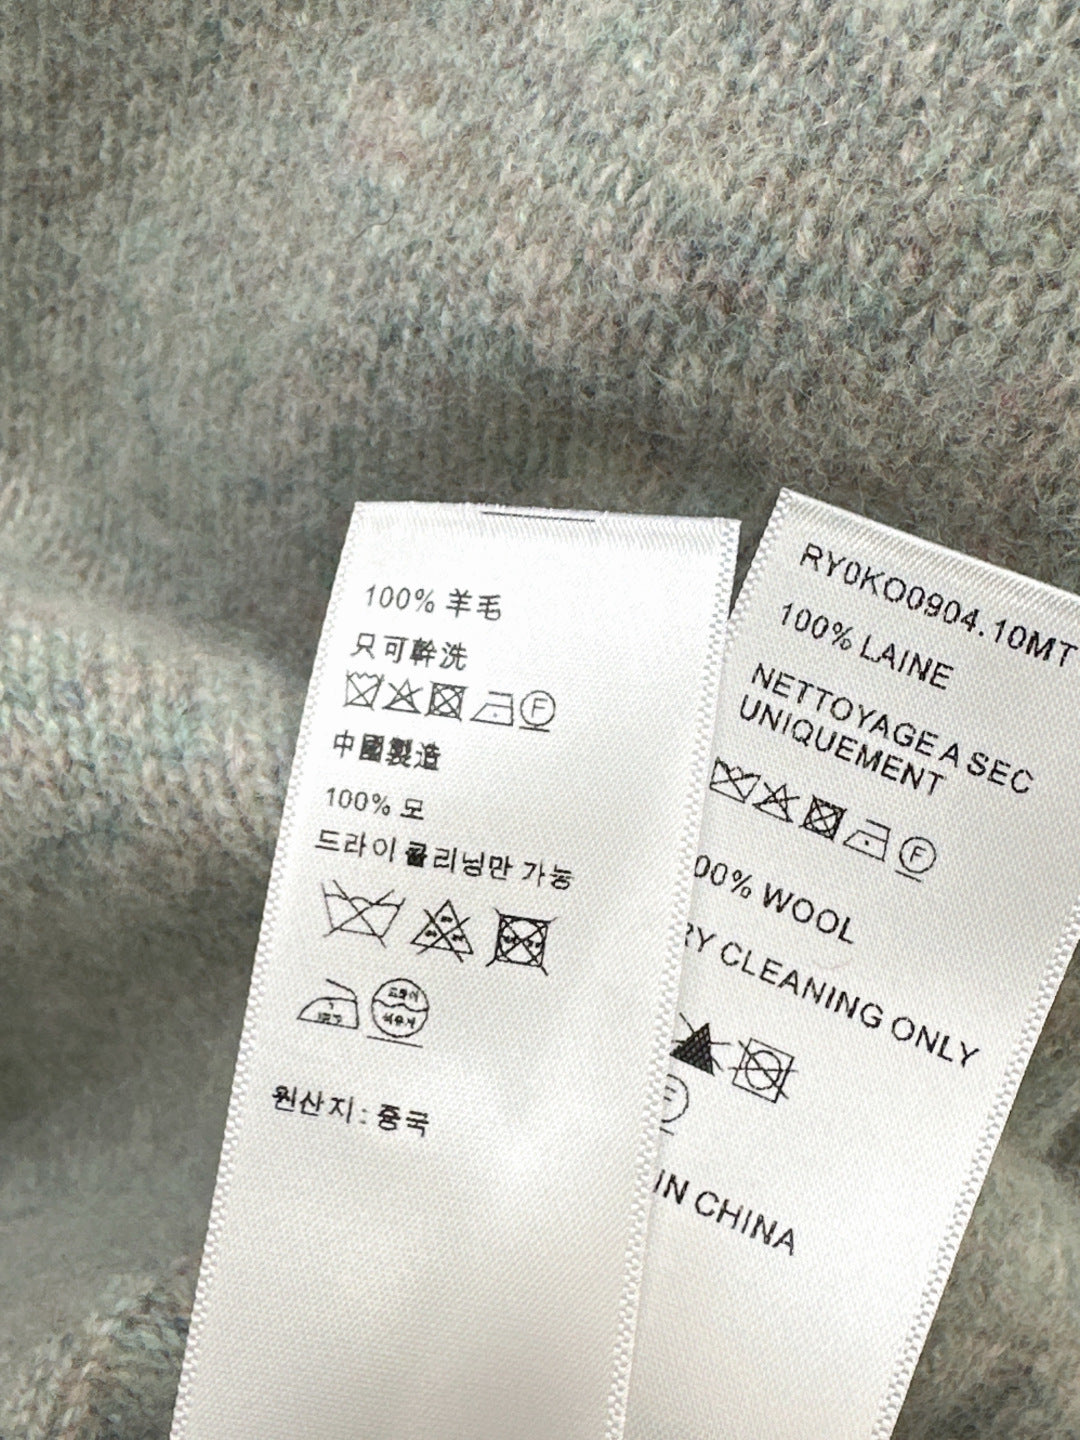 100% 羊毛
只可幹洗
F
中國製造
100% 모
드라이 클리닝만 가능
원산지: 중국
RY0KO0904.10MT
100% LAINE
NETTOYAGE A SEC
UNIQUEMENT
F
00% WOOL
RY CLEANING ONLY
F
IN CHINA